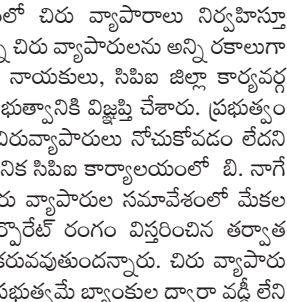 లో చిరు వ్యాపారాలు నిర్వహిస్తూ
న్ని చిరు వ్యాపారులను అన్ని రకాలుగా
నాయకులు, సిపిఐ జిల్లా కార్యవర్గ
భుత్వానికి విజ్ఞప్తి చేశారు. ప్రభుత్వం
చిరువ్యాపారులు నోచుకోవడం లేదని
నిక సిపిఐ కార్యాలయంలో బి. నాగే
రు వ్యాపారుల సమావేశంలో మేకల
ర్పొరేట్ రంగం విస్తరించిన తర్వాత
కరువవుతుందన్నారు. చిరు వ్యాపారు
ప్రభుత్వమే బ్యాంకుల ద్వారా వడ్డీ లేని